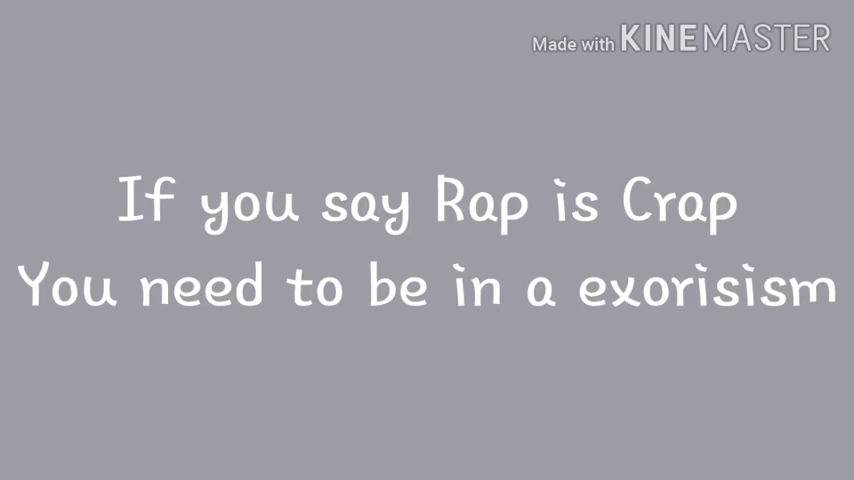 Made with KINEMASTER
If you say Rap is Crap
You need to be in a exorisism